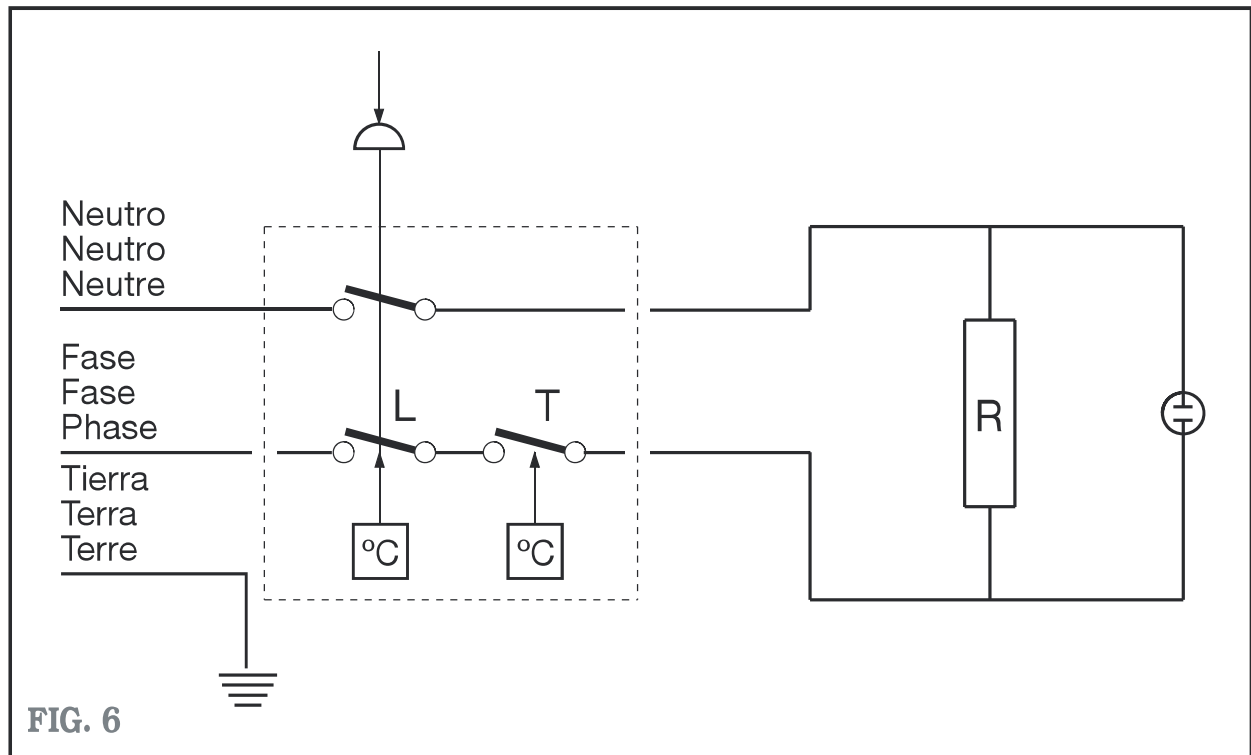 Neutro
Neutro
Neutre
Fase
Fase
Phase
L
T
Tierra
Terra
Terre
ºC
ºC
R
FIG. 6